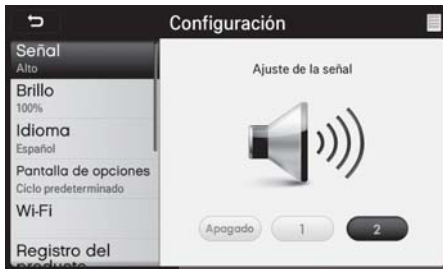 Configuración
Señal
Alto
Brillo
100%
Idioma
Español
Pantalla de opciones
Ciclo predeterminado
Wi-Fi
Registro del
producto
Ajuste de la señal
Apagado
1
2